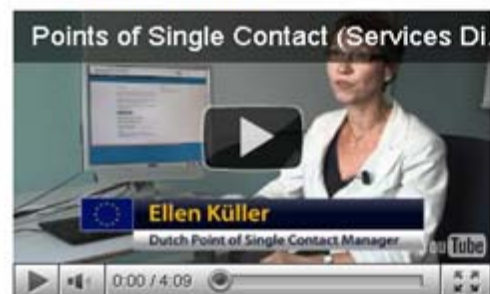 Points of Single Contact (Services Di...
Ellen Küller
Dutch Point of Single Contact Manager
You Tube
0:00 / 4:09